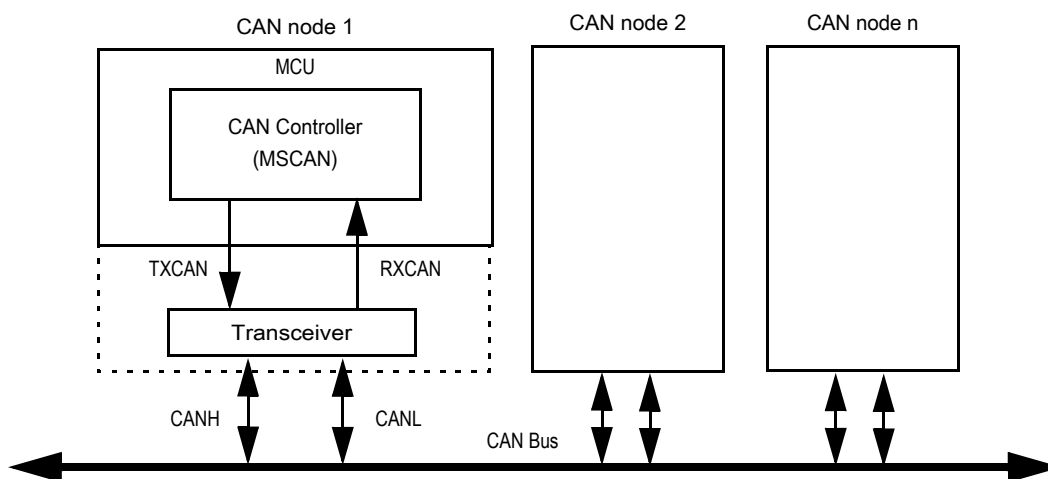 CAN node 1
CAN node 2
CAN node n
MCU
CAN Controller
(MSCAN)
TXCAN
RXCAN
Transceiver
CANH
CANL
CAN Bus